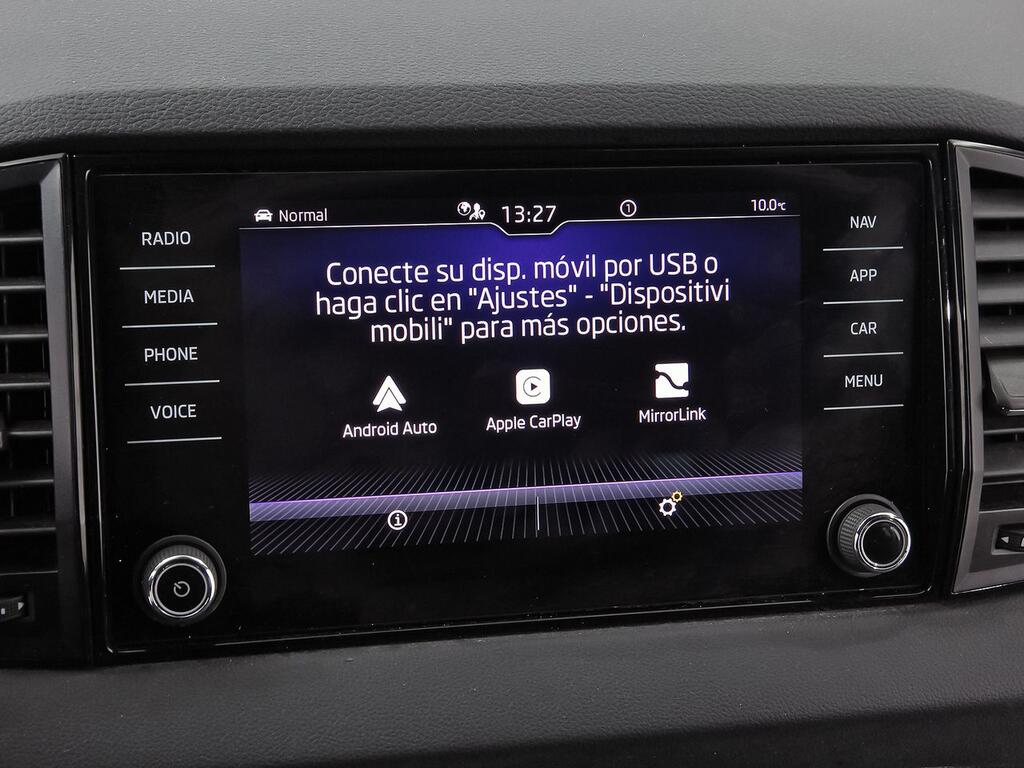 Normal
13:27
1
10.0°C
RADIO
MEDIA
PHONE
VOICE
Conecte su disp. móvil por USB o
haga clic en "Ajustes" - "Dispositivi
mobili" para más opciones.
Android Auto
Apple CarPlay
MirrorLink
NAV
APP
CAR
MENU